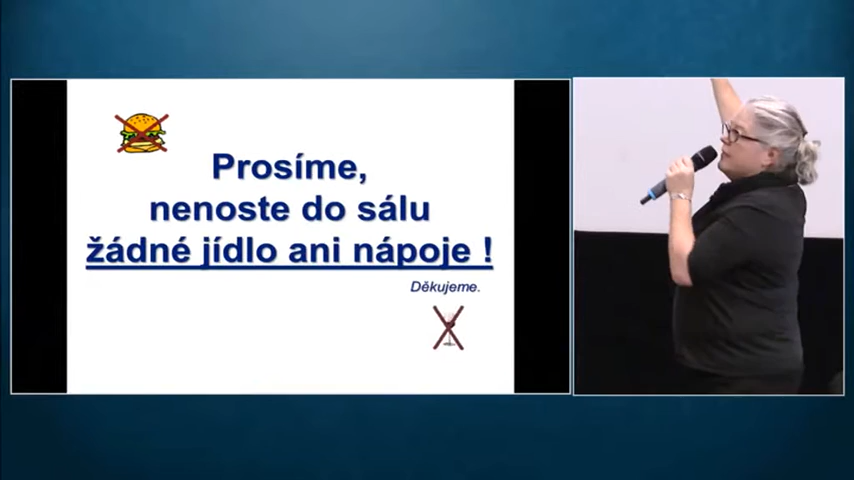 Prosíme,
nenoste do sálu
žádné jídlo ani nápoje !
Děkujeme.